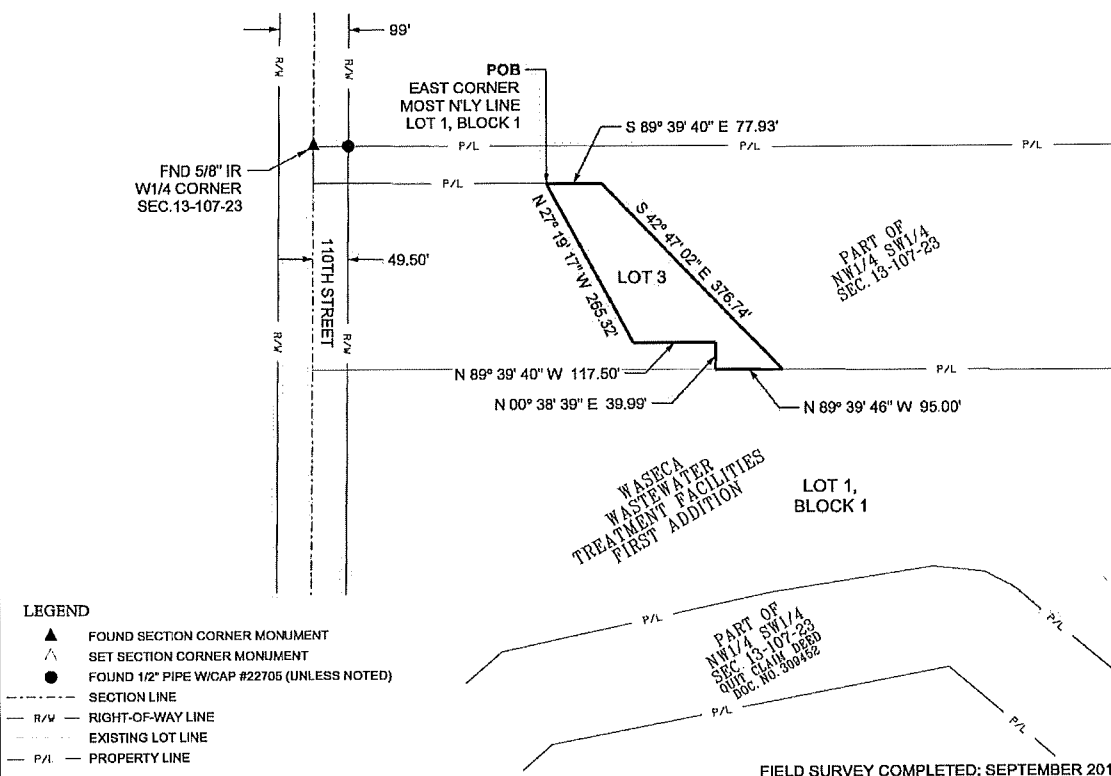 99'
R/W
R/W
POB
EAST CORNER
MOST N'LY LINE
LOT 1, BLOCK 1
S 89° 39' 40" E 77.93'
P/L
P/L
P/L
FND 5/8" IR
W1/4 CORNER
SEC.13-107-23
P/L
N 27° 19' 17" W 265.32'
S 42° 47' 02" E 376.74'
LOT 3
PART OF
NW1/4 SW1/4
SEC. 13-107-23
110TH STREET
49.50'
R/W
R/W
N 89° 39' 40" W 117.50'
P/L
N 00° 38' 39" E 39.99'
N 89° 39' 46" W 95.00'
WASECA
WASTEWATER
TREATMENT FACILITIES
FIRST ADDITION
LOT 1,
BLOCK 1
LEGEND
FOUND SECTION CORNER MONUMENT
SET SECTION CORNER MONUMENT
FOUND 1/2" PIPE W/CAP #22705 (UNLESS NOTED)
SECTION LINE
R/W RIGHT-OF-WAY LINE
EXISTING LOT LINE
P/L PROPERTY LINE
P/L
P/L
PART OF
NW1/4 SW1/4
SEC. 13-107-23
QUIT CLAIM DEED
DOC. NO. 309452
P/L
P/L
FIELD SURVEY COMPLETED: SEPTEMBER 201